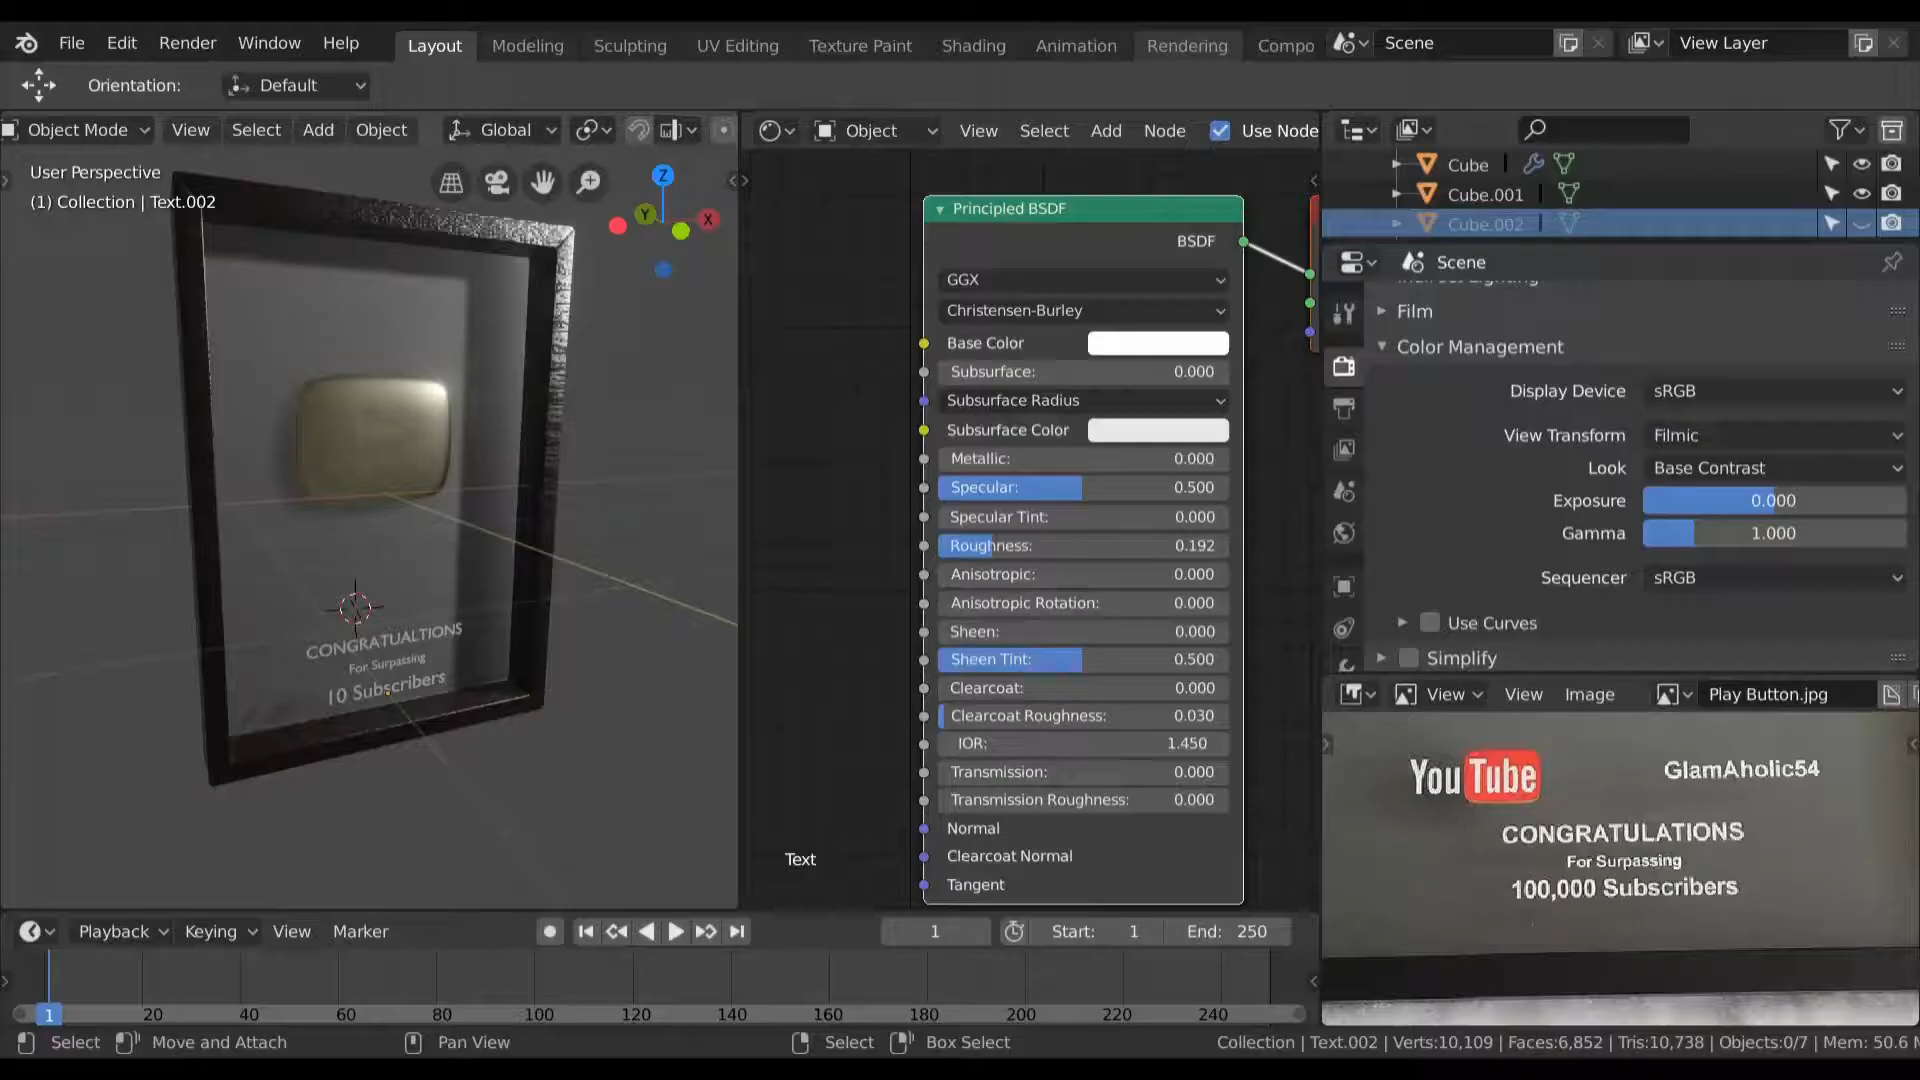 File Edit Render Window Help
Layout Modeling Sculpting UV Editing Texture Paint Shading Animation Rendering Compo
Scene View Layer
Orientation: Default
Object Mode View Select Add Object Global
Object View Select Add Node Use Node
User Perspective
(1) Collection | Text.002
Z
Y
X
CONGRATUALTIONS
For Surpassing
10 Subscribers
Principled BSDF
BSDF
GGX
Christensen-Burley
Base Color
Subsurface: 0.000
Subsurface Radius
Subsurface Color
Metallic: 0.000
Specular: 0.500
Specular Tint: 0.000
Roughness: 0.192
Anisotropic: 0.000
Anisotropic Rotation: 0.000
Sheen: 0.000
Sheen Tint: 0.500
Clearcoat: 0.000
Clearcoat Roughness: 0.030
IOR: 1.450
Transmission: 0.000
Transmission Roughness: 0.000
Normal
Clearcoat Normal
Tangent
Text
Cube
Cube.001
Cube.002
Scene
Film
Color Management
Display Device sRGB
View Transform Filmic
Look Base Contrast
Exposure 0.000
Gamma 1.000
Sequencer sRGB
Use Curves
Simplify
View View Image Play Button.jpg
YouTube GlamAholic54
CONGRATULATIONS
For Surpassing
100,000 Subscribers
Playback Keying View Marker 1 Start: 1 End: 250
1 20 40 60 80 100 120 140 160 180 200 220 240
Select Move and Attach Pan View Select Box Select Collection | Text.002 | Verts:10,109 | Faces:6,852 | Tris:10,738 | Objects:0/7 | Mem: 50.6